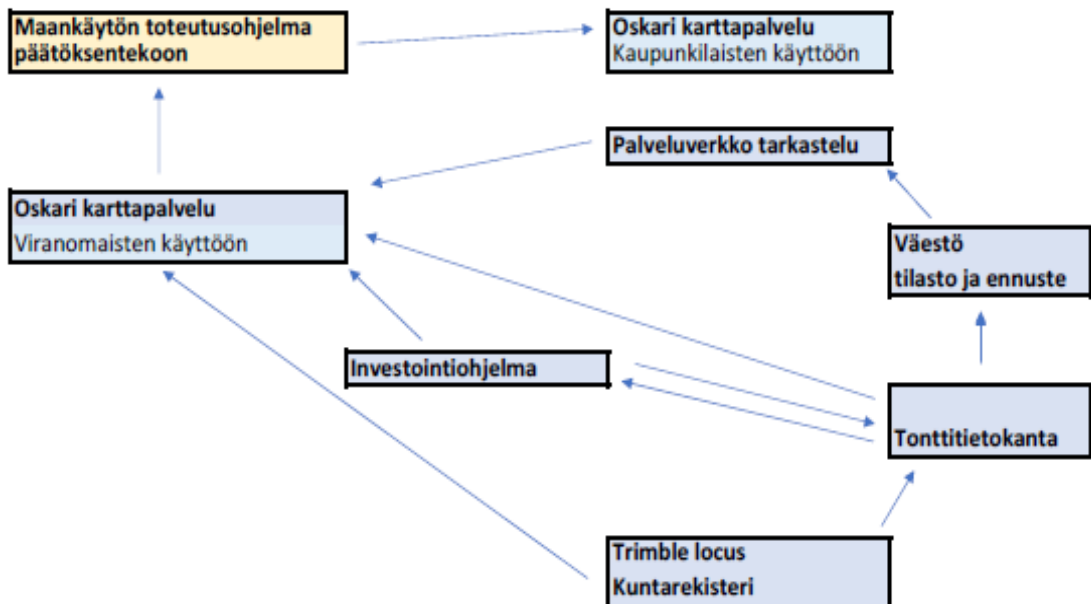 Maankäytön toteutusohjelma
päätöksentekoon
Oskari karttapalvelu
Kaupunkilaisten käyttöön
Palveluverkko tarkastelu
Oskari karttapalvelu
Viranomaisten käyttöön
Väestö
tilasto ja ennuste
Investointiohjelma
Tonttitietokanta
Trimble locus
Kuntarekisteri